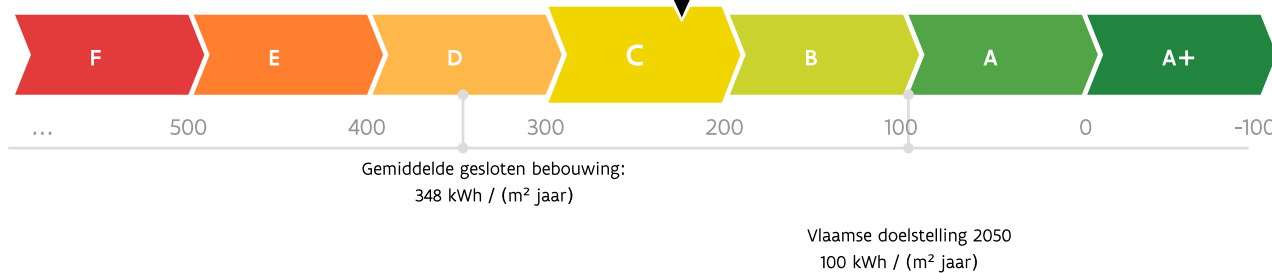 F E D C B A A+
... 500 400 300 200 100 0 -100
Gemiddelde gesloten bebouwing:
348 kWh / (m² jaar)
Vlaamse doelstelling 2050
100 kWh / (m² jaar)